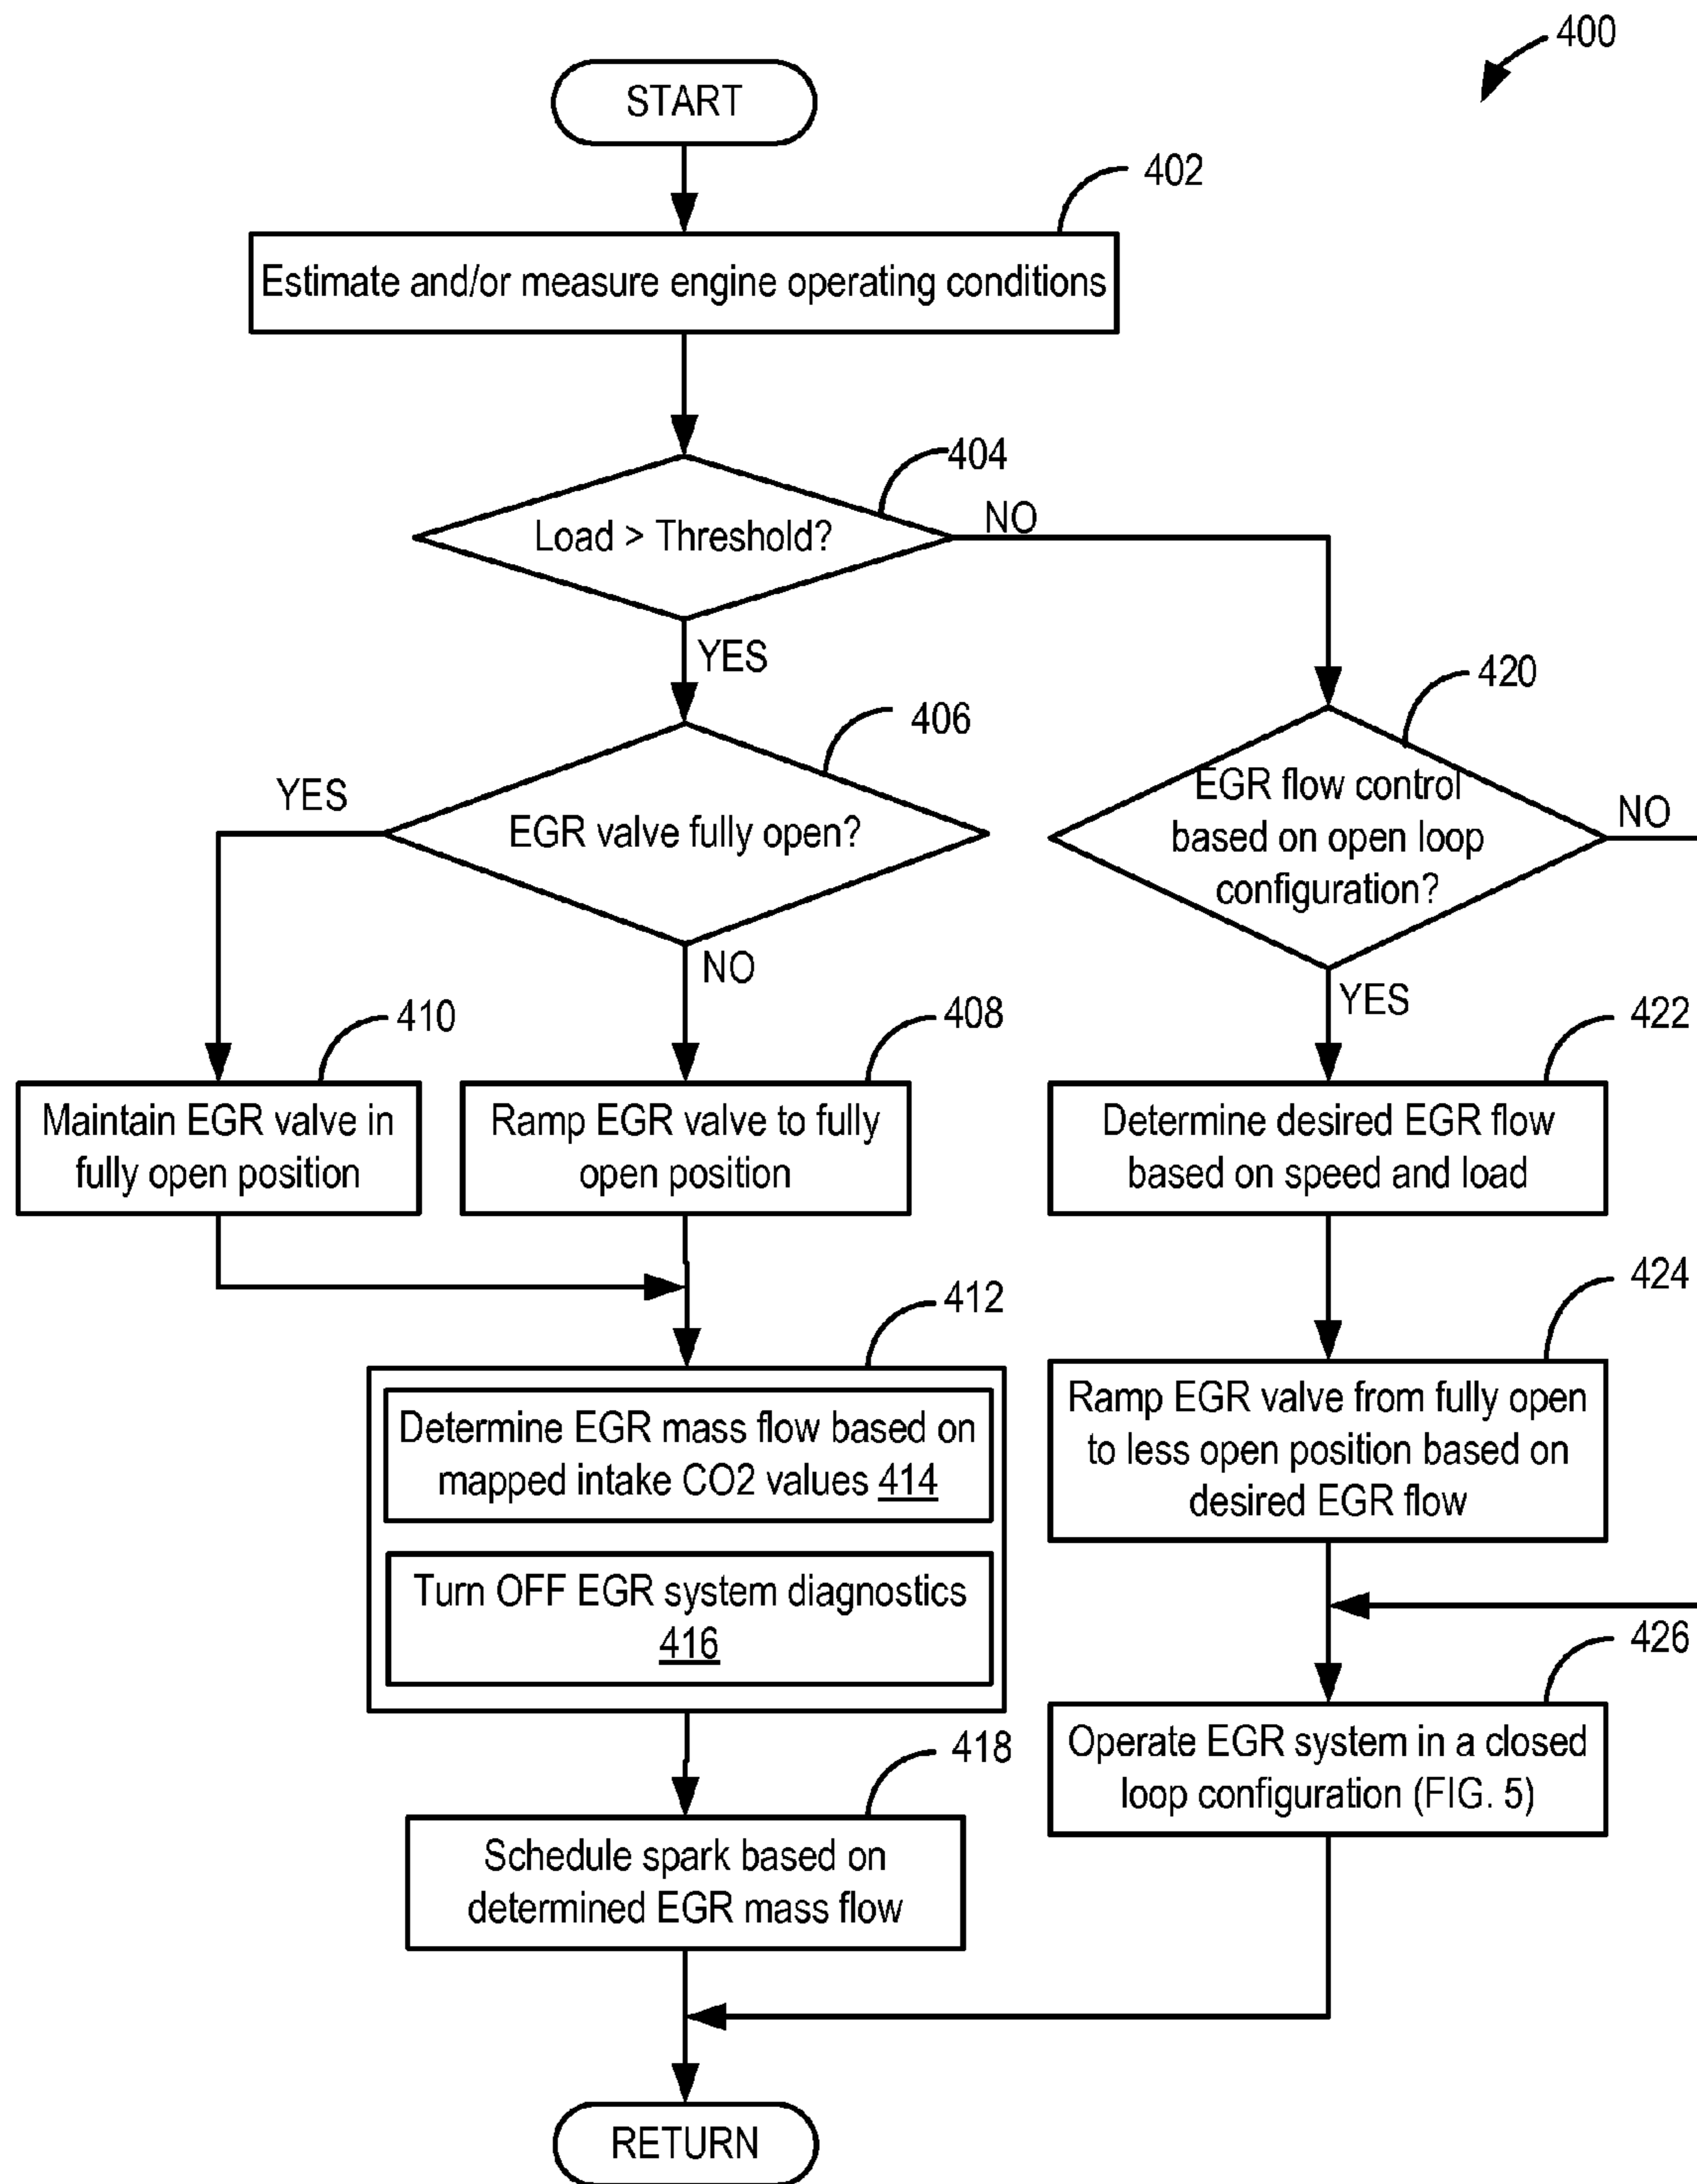 400
START
402
Estimate and/or measure engine operating conditions
404
Load > Threshold?
NO
YES
406
EGR valve fully open?
YES
NO
420
EGR flow control
based on open loop
configuration?
NO
YES
410
Maintain EGR valve in
fully open position
408
Ramp EGR valve to fully
open position
422
Determine desired EGR flow
based on speed and load
412
Determine EGR mass flow based on
mapped intake CO2 values 414
Turn OFF EGR system diagnostics
416
424
Ramp EGR valve from fully open
to less open position based on
desired EGR flow
426
Operate EGR system in a closed
loop configuration (FIG. 5)
418
Schedule spark based on
determined EGR mass flow
RETURN